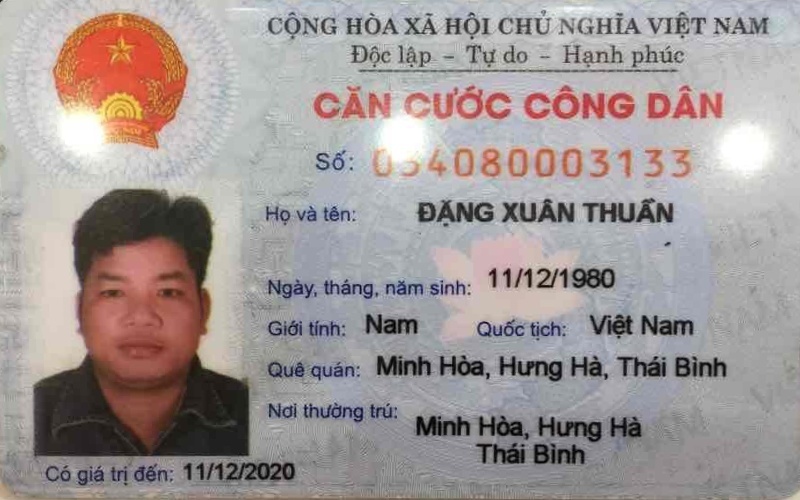 CỘNG HÒA XÃ HỘI CHỦ NGHĨA VIỆT NAM
Độc lập - Tự do - Hạnh phúc
CĂN CƯỚC CÔNG DÂN
Số: 034080003133
Họ và tên: ĐẶNG XUÂN THUẤN
Ngày, tháng, năm sinh: 11/12/1980
Giới tính: Nam Quốc tịch: Việt Nam
Quê quán: Minh Hòa, Hưng Hà, Thái Bình
Nơi thường trú: Minh Hòa, Hưng Hà
Thái Bình
Có giá trị đến: 11/12/2020